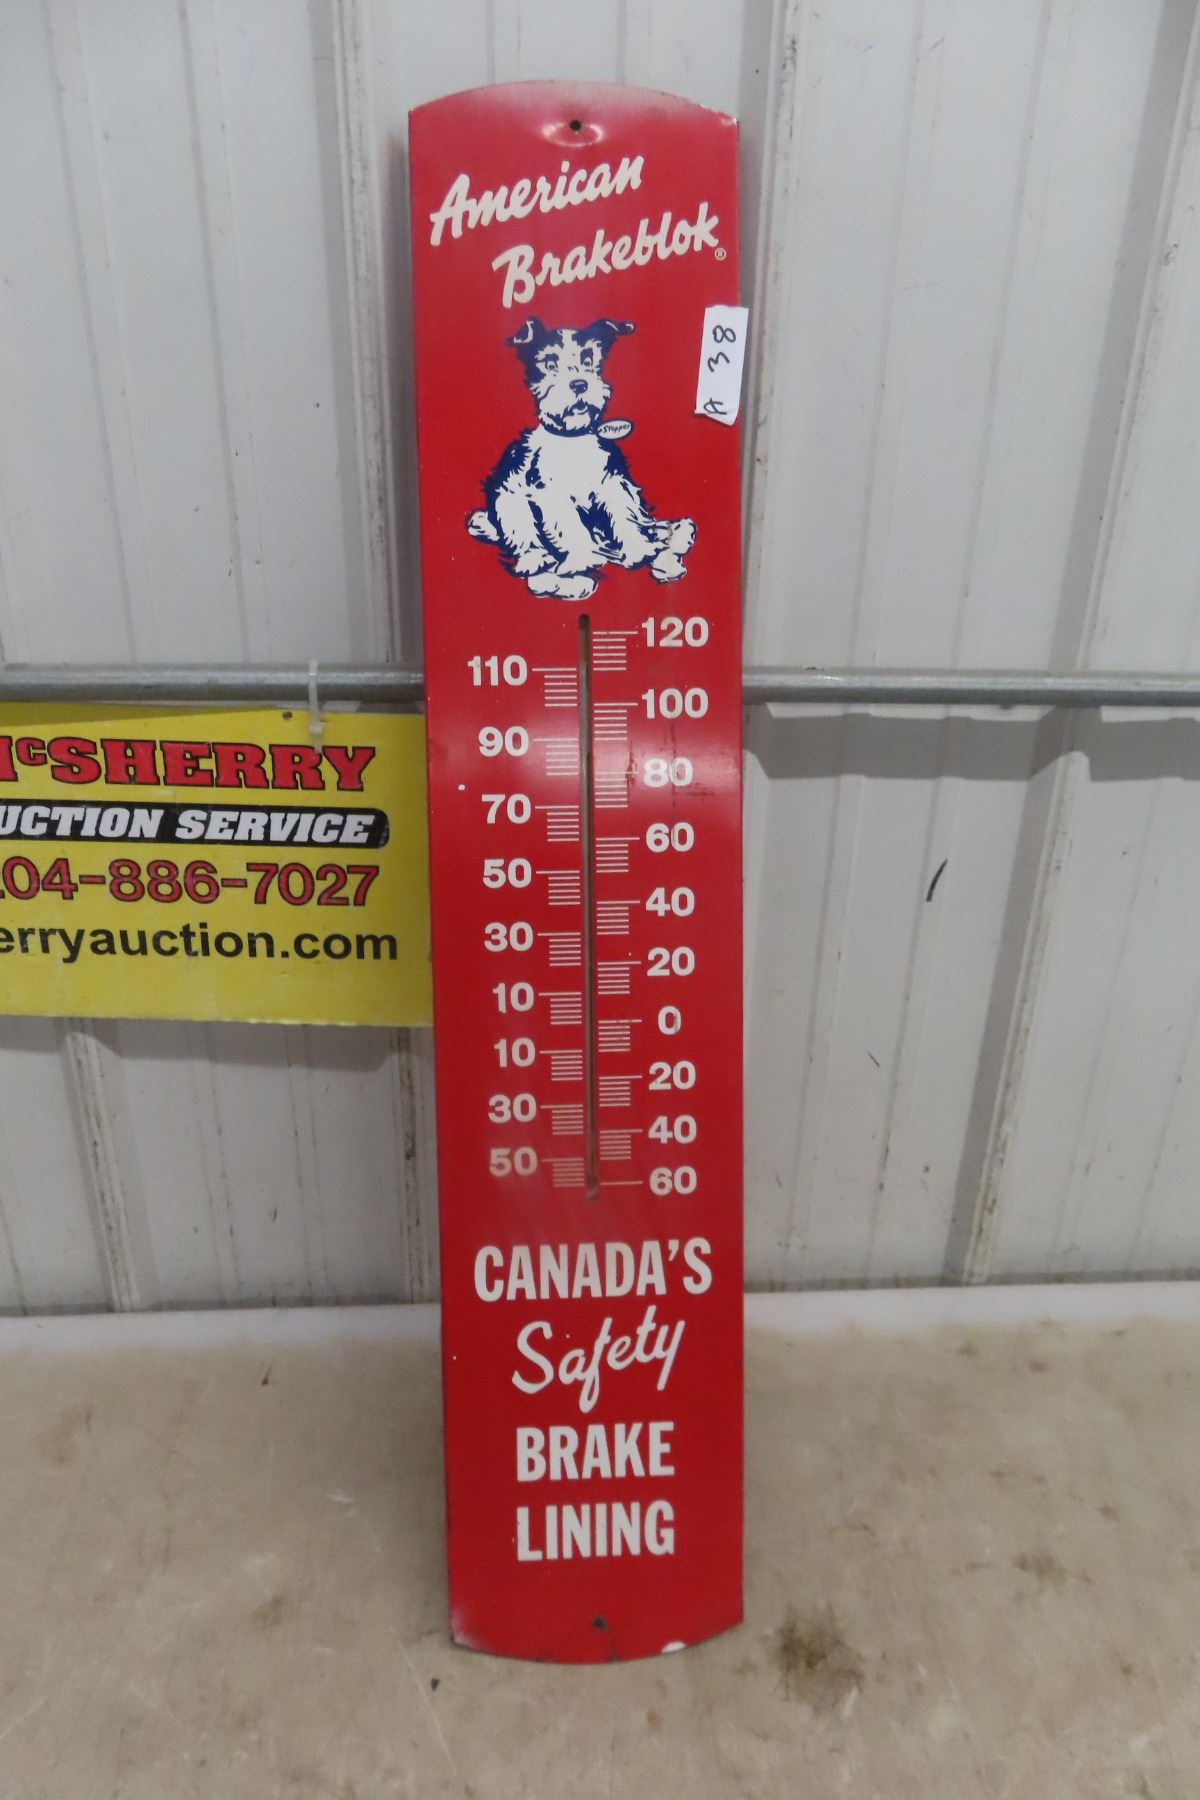 American
Brakeblok®
A 38
Stopper
120
110
100
90
80
70
60
50
40
30
20
10
0
10
20
30
40
50
60
CANADA'S
Safety
BRAKE
LINING
McSHERRY
UCTION SERVICE
204-886-7027
erryauction.com